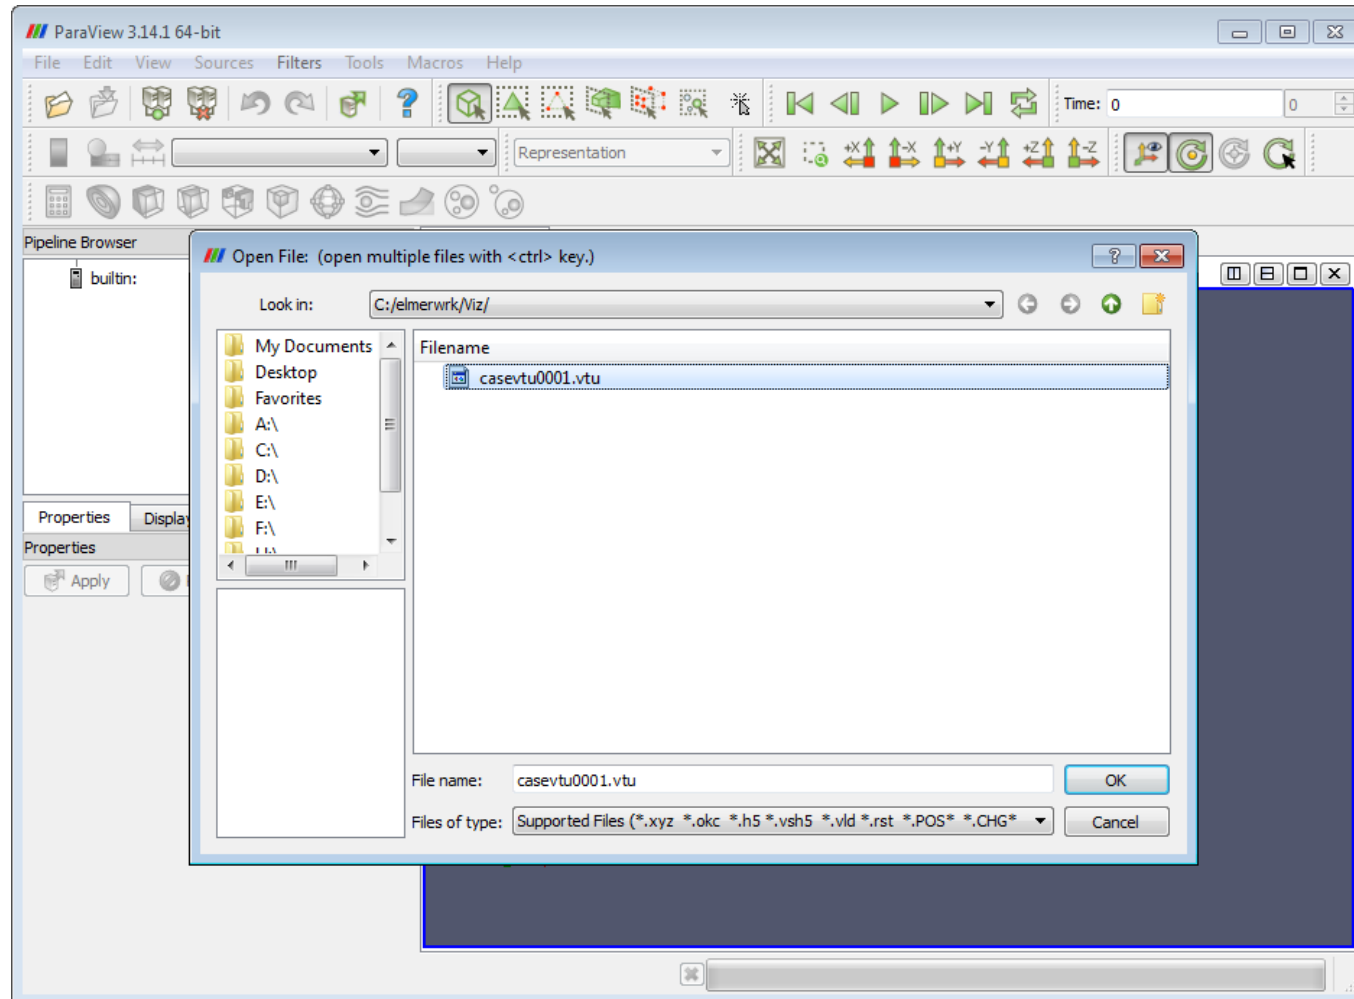 ParaView 3.14.1 64-bit
File Edit View Sources Filters Tools Macros Help
Time: 0 0
Representation
+X -X +Y -Y +Z -Z
Pipeline Browser
builtin:
Open File: (open multiple files with <ctrl> key.)
Look in: C:/elmerwrk/Viz/
My Documents
Desktop
Favorites
A:\
C:\
D:\
E:\
F:\
Filename
casevtu0001.vtu
Properties Display
Properties
Apply
File name: casevtu0001.vtu OK
Files of type: Supported Files (*.xyz *.okc *.h5 *.vsh5 *.vld *.rst *.POS* *.CHG* Cancel